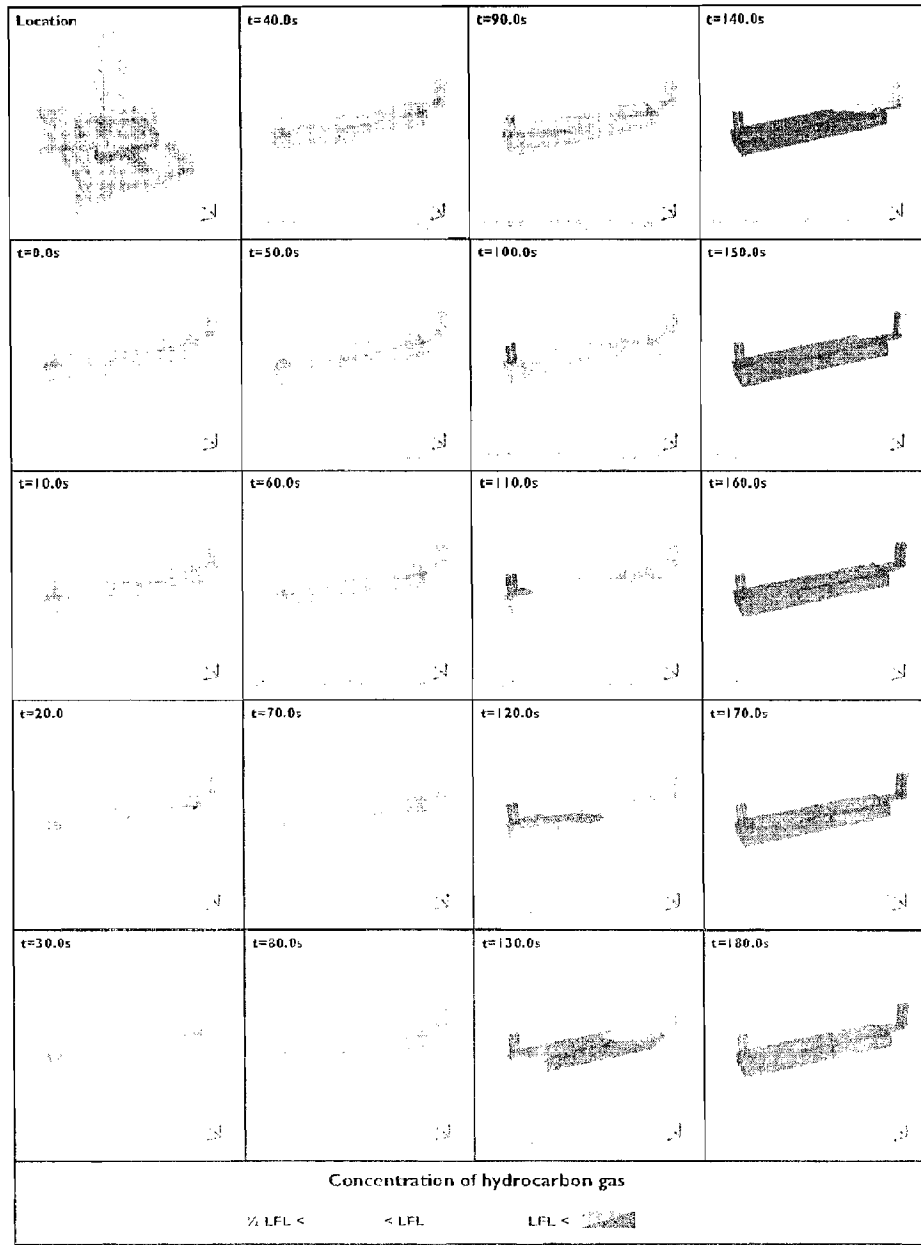 Location
t=40.0s
t=90.0s
t=140.0s
t=0.0s
t=50.0s
t=100.0s
t=150.0s
t=10.0s
t=60.0s
t=110.0s
t=160.0s
t=20.0
t=70.0s
t=120.0s
t=170.0s
t=30.0s
t=80.0s
t=130.0s
t=180.0s
Concentration of hydrocarbon gas
½ LFL < < LFL LFL <